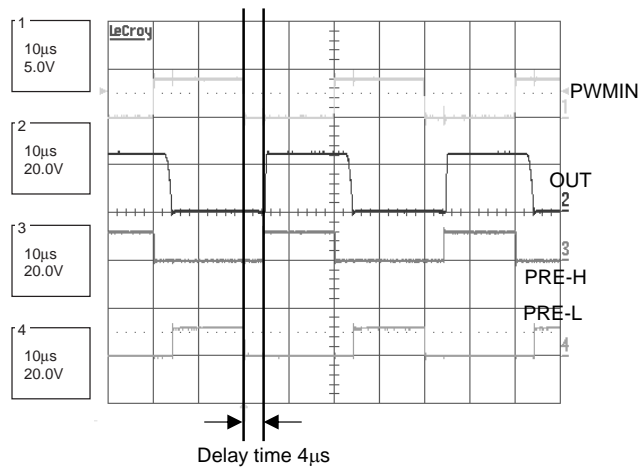 1
10μs
5.0V
LeCroy
PWMIN
1
2
10μs
20.0V
OUT
2
3
10μs
20.0V
3
PRE-H
PRE-L
4
10μs
20.0V
4
Delay time 4μs